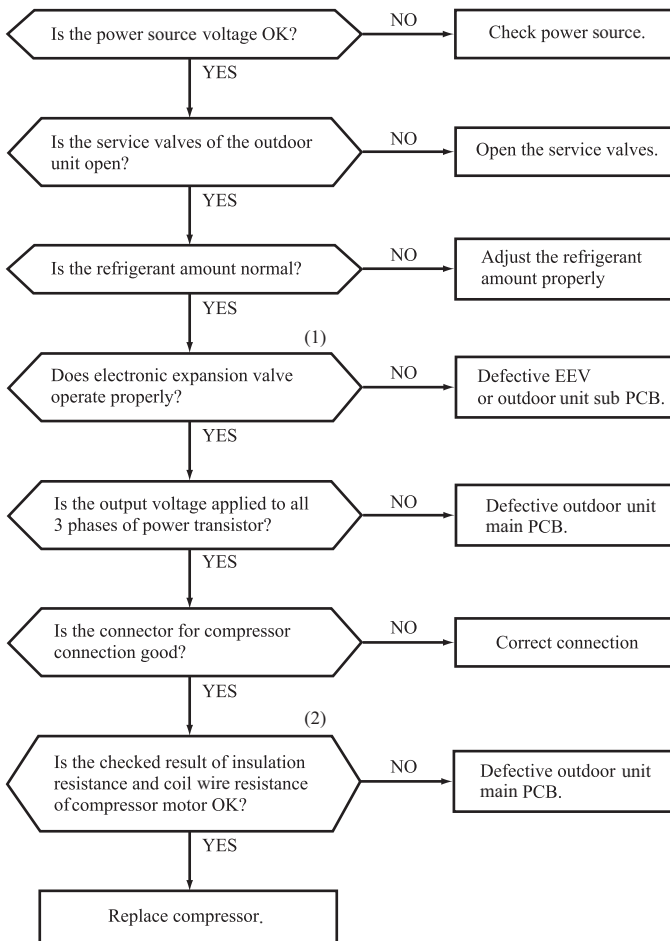 Is the power source voltage OK?
NO
Check power source.
YES
Is the service valves of the outdoor
unit open?
NO
Open the service valves.
YES
Is the refrigerant amount normal?
NO
Adjust the refrigerant
amount properly
YES
(1)
Does electronic expansion valve
operate properly?
NO
Defective EEV
or outdoor unit sub PCB.
YES
Is the output voltage applied to all
3 phases of power transistor?
NO
Defective outdoor unit
main PCB.
YES
Is the connector for compressor
connection good?
NO
Correct connection
YES
(2)
Is the checked result of insulation
resistance and coil wire resistance
of compressor motor OK?
NO
Defective outdoor unit
main PCB.
YES
Replace compressor.